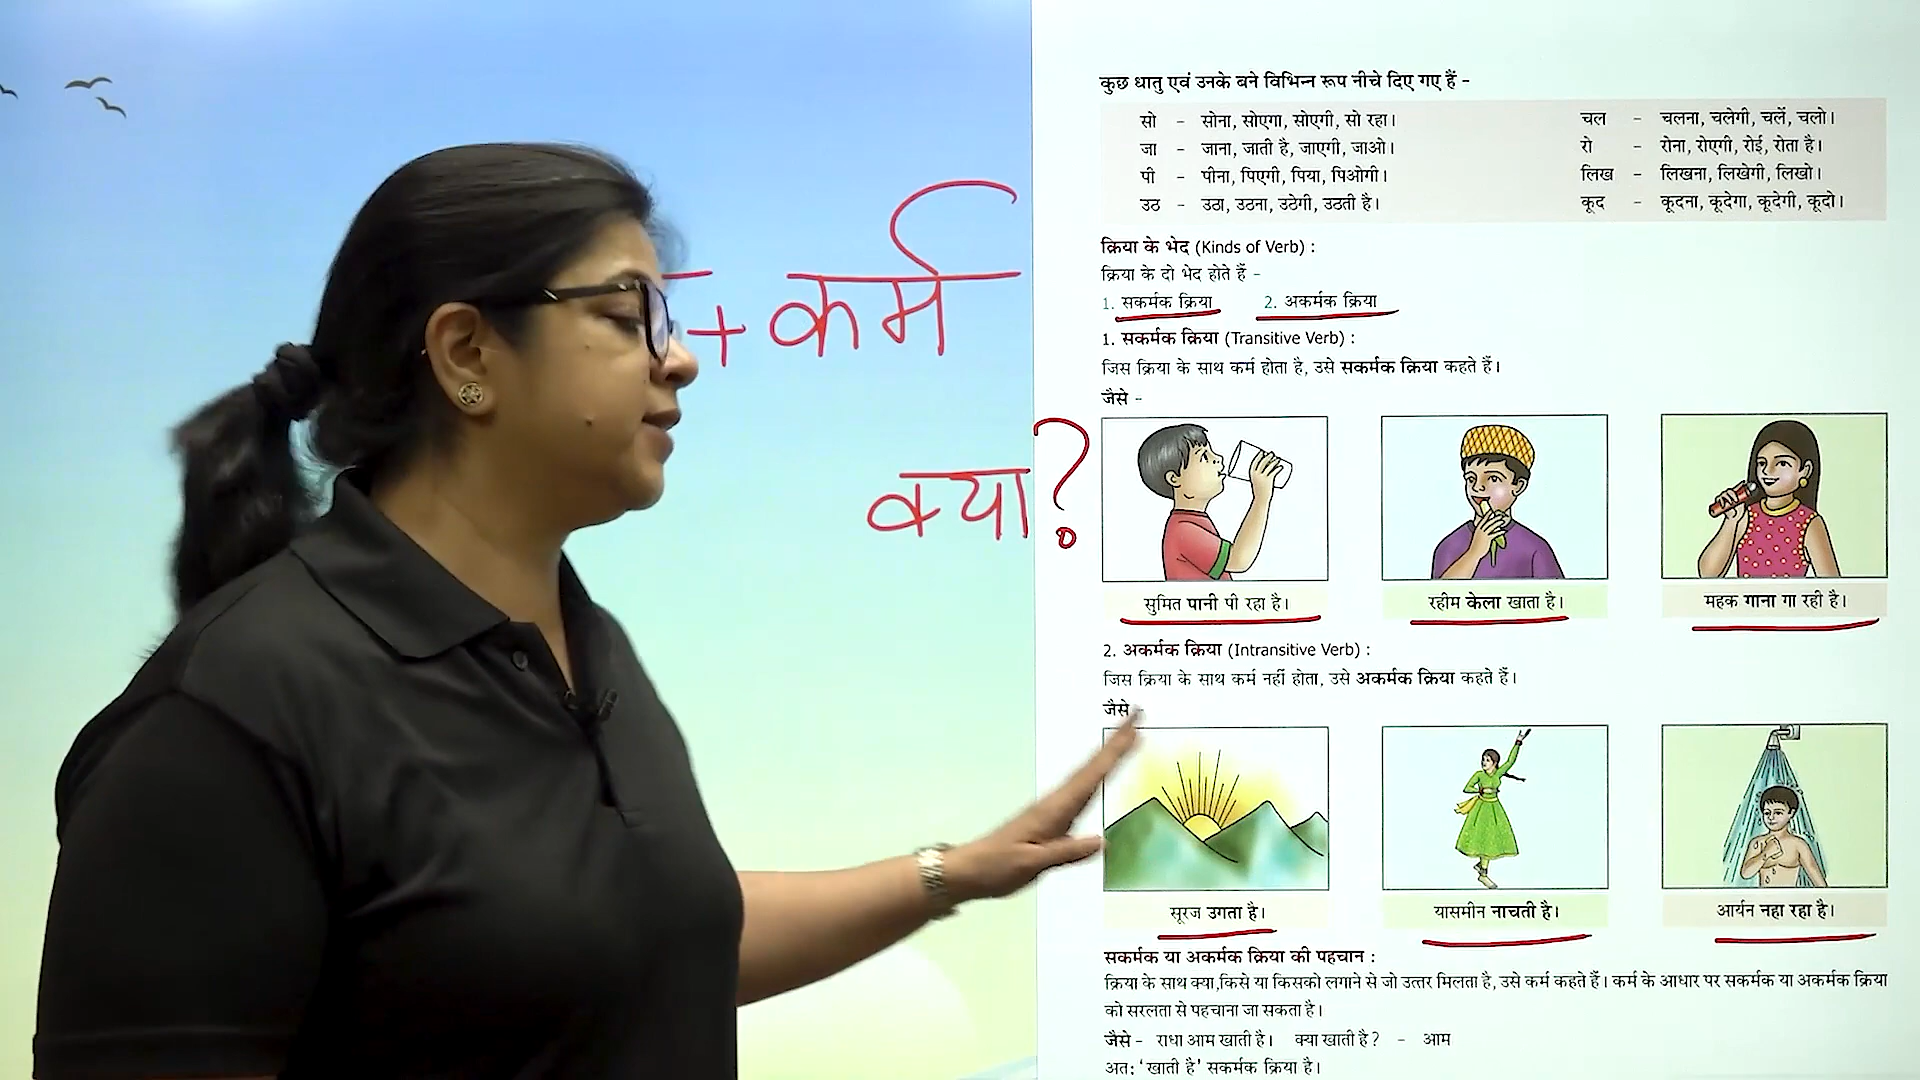 कुछ धातु एवं उनके बने विभिन्न रूप नीचे दिए गए हैं -
सो - सोना, सोएगा, सोएगी, सो रहा।
जा - जाना, जाती है, जाएगी, जाओ।
पी - पीना, पिएगी, पिया, पिओगी।
उठ - उठा, उठना, उठेगी, उठती है।
चल - चलना, चलेगी, चलें, चलो।
रो - रोना, रोएगी, रोई, रोता है।
लिख - लिखना, लिखेगी, लिखो।
कूद - कूदना, कूदेगा, कूदेगी, कूदो।
क्रिया के भेद (Kinds of Verb) :
क्रिया के दो भेद होते हैं -
1. सकर्मक क्रिया 2. अकर्मक क्रिया
+ कर्म
1. सकर्मक क्रिया (Transitive Verb) :
जिस क्रिया के साथ कर्म होता है, उसे सकर्मक क्रिया कहते हैं।
जैसे -
क्या?
सुमित पानी पी रहा है।
रहीम केला खाता है।
महक गाना गा रही है।
2. अकर्मक क्रिया (Intransitive Verb) :
जिस क्रिया के साथ कर्म नहीं होता, उसे अकर्मक क्रिया कहते हैं।
जैसे -
सूरज उगता है।
यासमीन नाचती है।
आर्यन नहा रहा है।
सकर्मक या अकर्मक क्रिया की पहचान :
क्रिया के साथ क्या,किसे या किसको लगाने से जो उत्तर मिलता है, उसे कर्म कहते हैं। कर्म के आधार पर सकर्मक या अकर्मक क्रिया
को सरलता से पहचाना जा सकता है।
जैसे - राधा आम खाती है। क्या खाती है? - आम
अत: 'खाती है' सकर्मक क्रिया है।